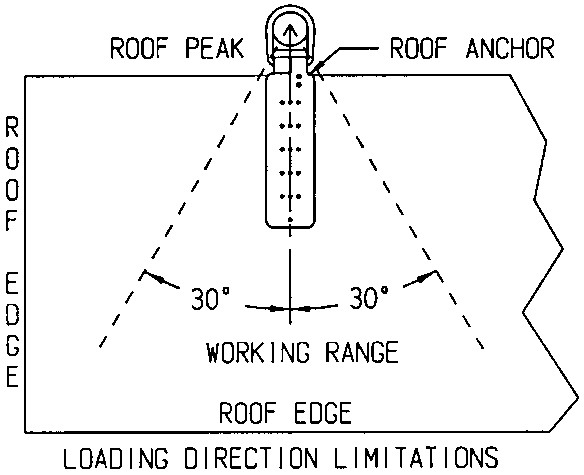 ROOF PEAK
ROOF ANCHOR
ROOF EDGE
30° 30°
WORKING RANGE
ROOF EDGE
LOADING DIRECTION LIMITATIONS